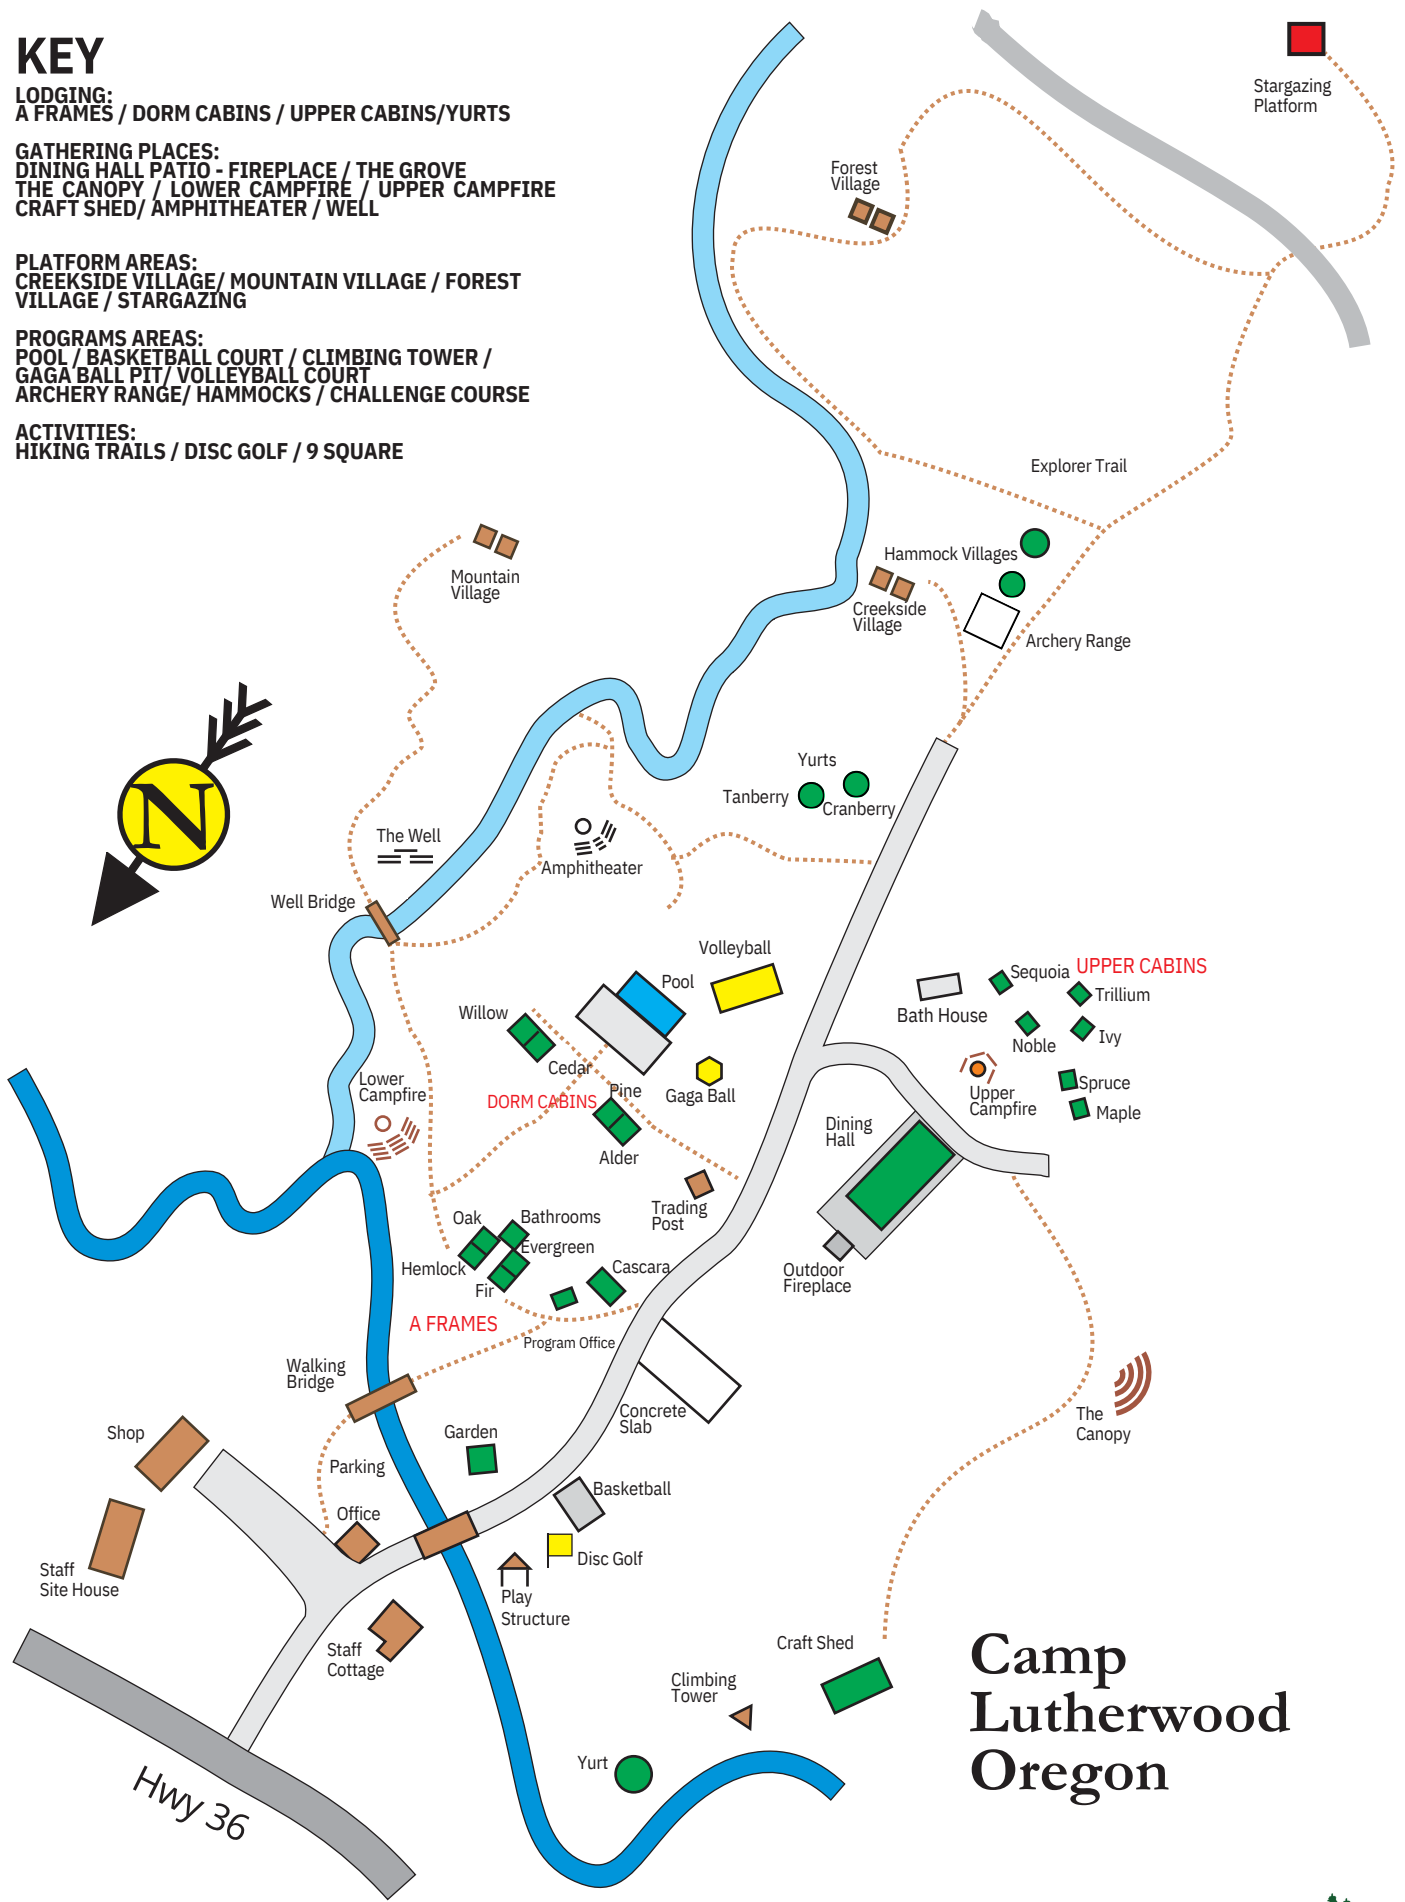 KEY
LODGING:
A FRAMES / DORM CABINS / UPPER CABINS/YURTS
GATHERING PLACES:
DINING HALL PATIO - FIREPLACE / THE GROVE
THE CANOPY / LOWER CAMPFIRE / UPPER CAMPFIRE
CRAFT SHED/ AMPHITHEATER / WELL
PLATFORM AREAS:
CREEKSIDE VILLAGE/ MOUNTAIN VILLAGE / FOREST
VILLAGE / STARGAZING
PROGRAMS AREAS:
POOL / BASKETBALL COURT / CLIMBING TOWER /
GAGA BALL PIT/ VOLLEYBALL COURT
ARCHERY RANGE/ HAMMOCKS / CHALLENGE COURSE
ACTIVITIES:
HIKING TRAILS / DISC GOLF / 9 SQUARE
Stargazing
Platform
Forest
Village
Explorer Trail
Hammock Villages
Mountain
Village
Creekside
Village
Archery Range
N
Yurts
Tanberry
Cranberry
The Well
Amphitheater
Well Bridge
Volleyball
Pool
Sequoia
UPPER CABINS
Trillium
Bath House
Noble
Ivy
Willow
Cedar
Lower
Campfire
DORM CABINS
Pine
Gaga Ball
Upper
Campfire
Spruce
Maple
Dining
Hall
Alder
Trading
Post
Oak
Bathrooms
Evergreen
Hemlock
Fir
Cascara
Outdoor
Fireplace
A FRAMES
Program Office
Walking
Bridge
Concrete
Slab
The
Canopy
Shop
Garden
Parking
Basketball
Office
Disc Golf
Staff
Site House
Play
Structure
Staff
Cottage
Craft Shed
Climbing
Tower
Yurt
Hwy 36
Camp
Lutherwood
Oregon